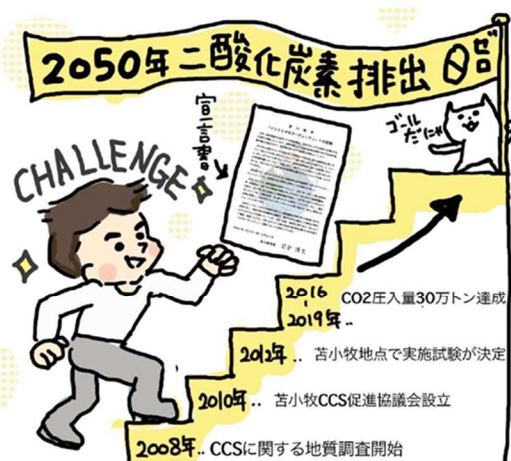 2050年二酸化炭素排出0ゼロ
宣言書
ゴール
だにゃ
CHALLENGE
2016
～
2019年..
CO2圧入量30万トン達成
2012年..
苫小牧地点で実施試験が決定
2010年..
苫小牧CCS促進協議会設立
2008年..
CCSに関する地質調査開始